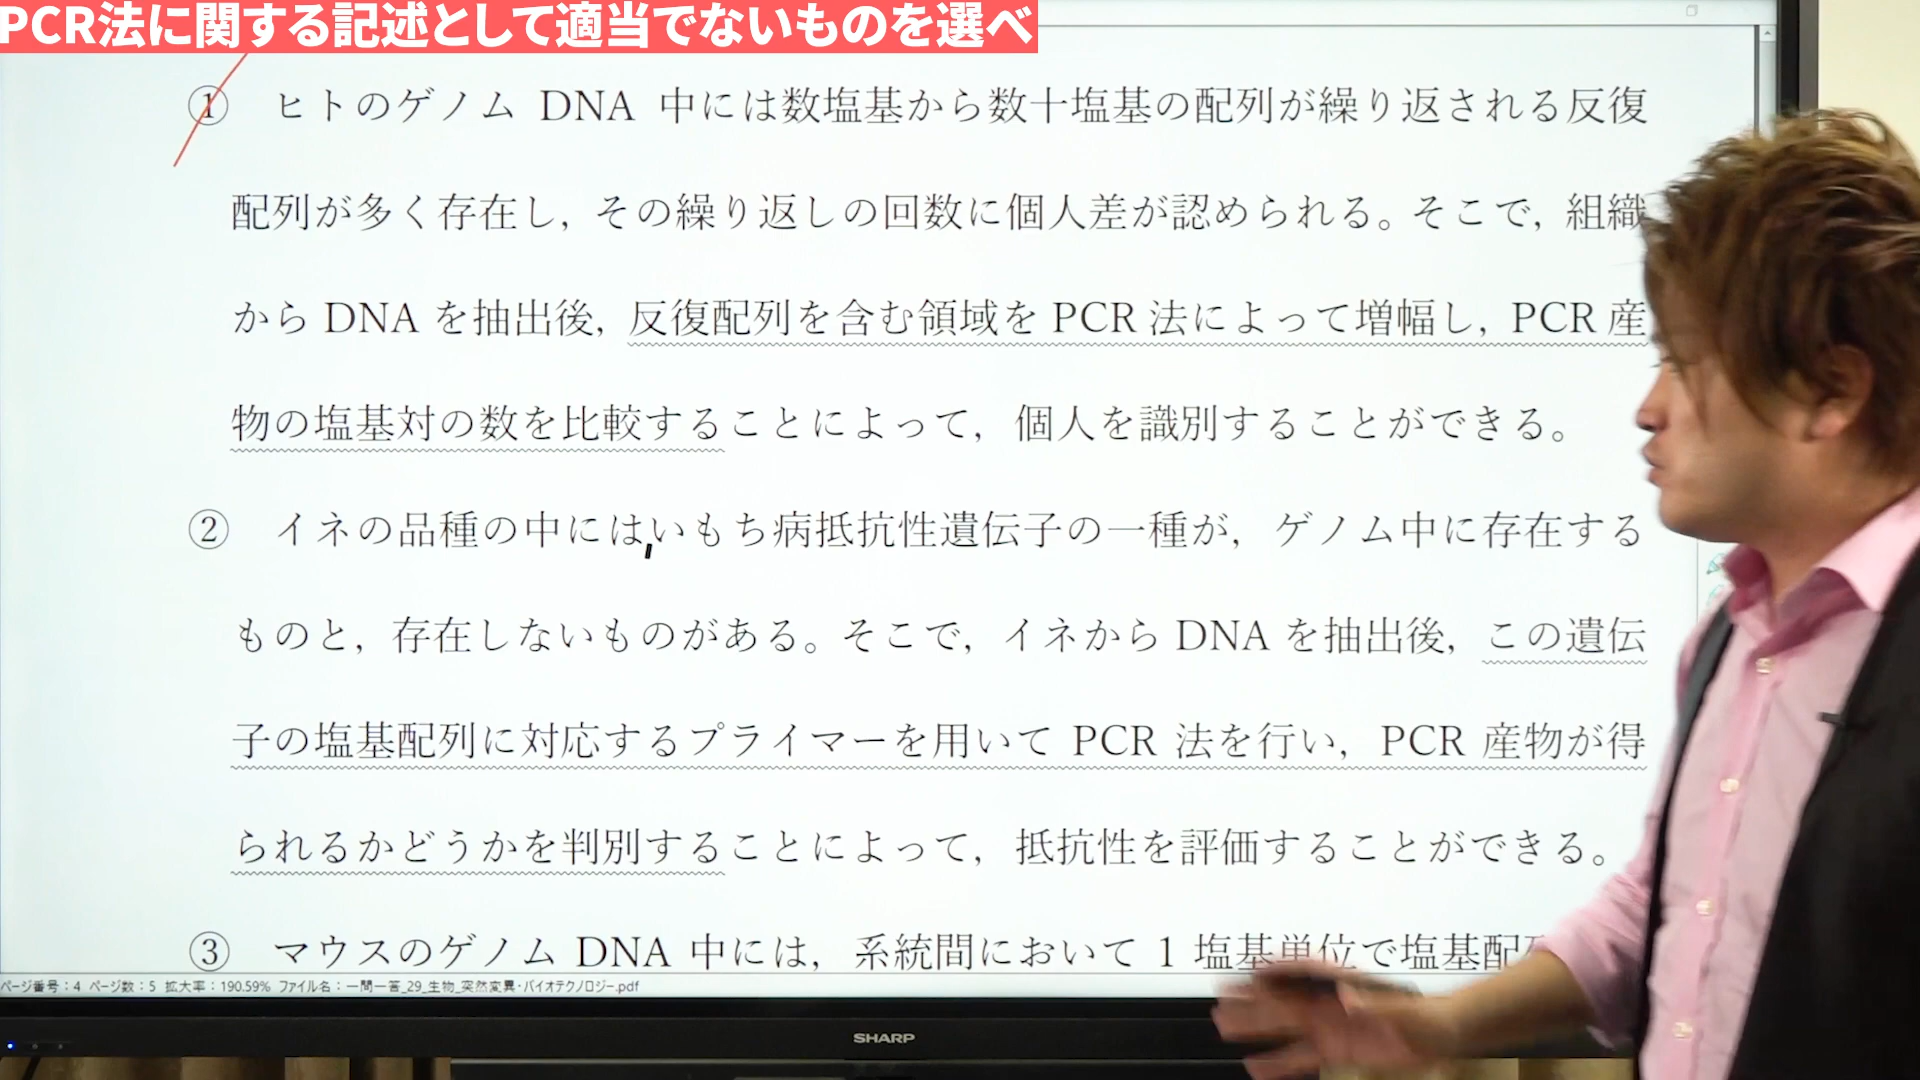 PCR法に関する記述として適当でないものを選べ
① ヒトのゲノム DNA 中には数塩基から数十塩基の配列が繰り返される反復
配列が多く存在し, その繰り返しの回数に個人差が認められる。そこで, 組織
から DNA を抽出後, 反復配列を含む領域を PCR 法によって増幅し, PCR 産
物の塩基対の数を比較することによって, 個人を識別することができる。
② イネの品種の中には,いもち病抵抗性遺伝子の一種が, ゲノム中に存在する
ものと, 存在しないものがある。そこで, イネから DNA を抽出後, この遺伝
子の塩基配列に対応するプライマーを用いて PCR 法を行い, PCR 産物が得
られるかどうかを判別することによって, 抵抗性を評価することができる。
③ マウスのゲノム DNA 中には, 系統間において 1 塩基単位で塩基配
ページ番号:4 ページ数:5 拡大率:190.59% ファイル名:一問一答_29_生物_突然変異・バイオテクノロジー.pdf
SHARP